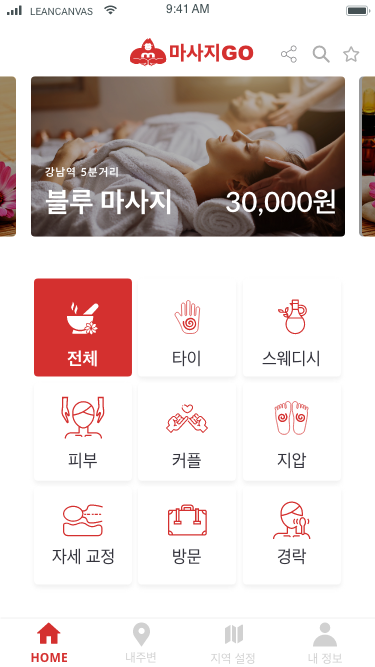 LEANCANVAS
9:41 AM
마사지GO
강남역 5분거리
블루 마사지 30,000원
전체 타이 스웨디시
피부 커플 지압
자세 교정 방문 경락
HOME 내주변 지역 설정 내 정보